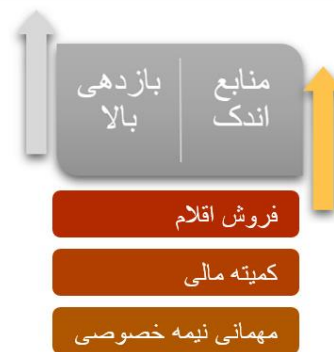 منابع اندک
بازدهی بالا
فروش اقلام
کمیته مالی
مهمانی نیمه خصوصی